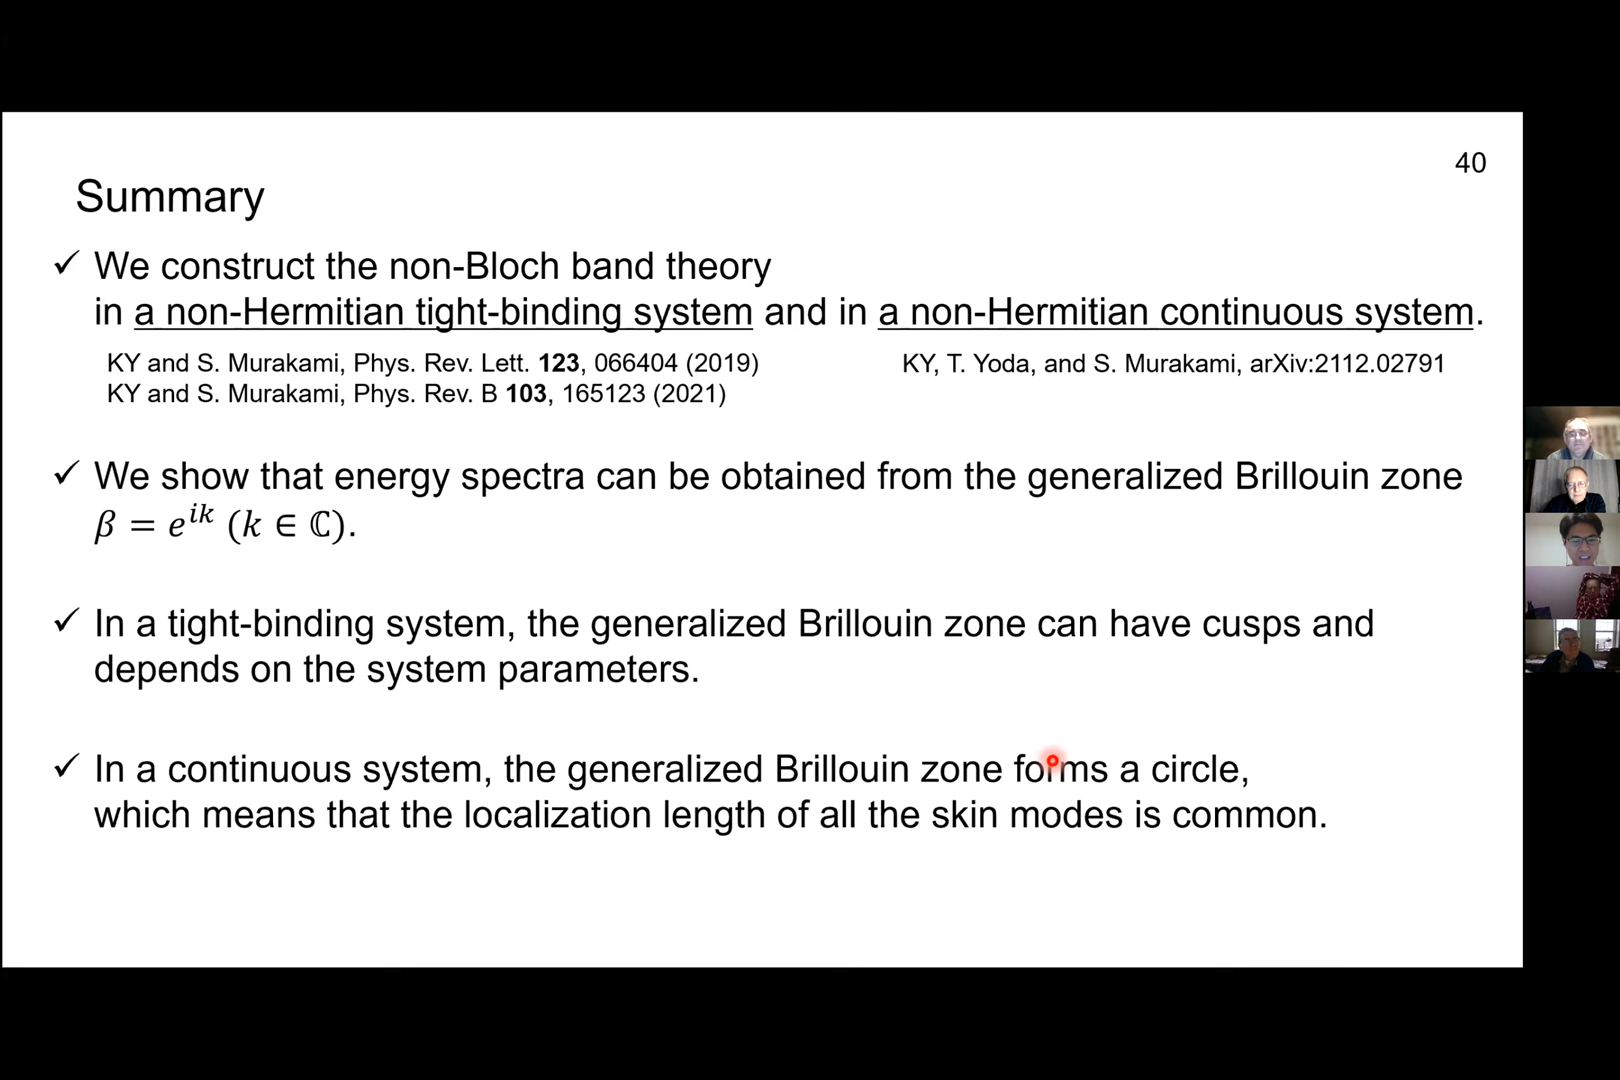 40
Summary
✓ We construct the non-Bloch band theory
in a non-Hermitian tight-binding system and in a non-Hermitian continuous system.
KY and S. Murakami, Phys. Rev. Lett. 123, 066404 (2019)
KY, T. Yoda, and S. Murakami, arXiv:2112.02791
KY and S. Murakami, Phys. Rev. B 103, 165123 (2021)
✓ We show that energy spectra can be obtained from the generalized Brillouin zone
β = e^{ik} (k ∈ ℂ).
✓ In a tight-binding system, the generalized Brillouin zone can have cusps and
depends on the system parameters.
✓ In a continuous system, the generalized Brillouin zone forms a circle,
which means that the localization length of all the skin modes is common.